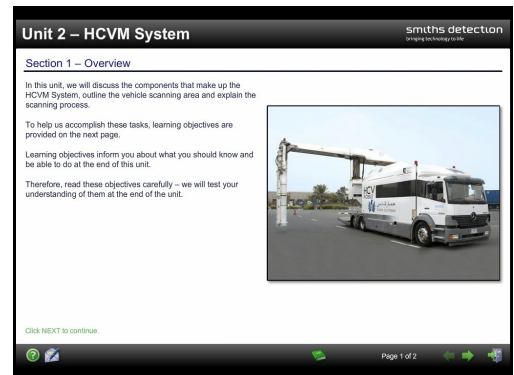 Unit 2 – HCVM System
smiths detection
bringing technology to life
Section 1 – Overview
In this unit, we will discuss the components that make up the
HCVM System, outline the vehicle scanning area and explain the
scanning process.
To help us accomplish these tasks, learning objectives are
provided on the next page.
Learning objectives inform you about what you should know and
be able to do at the end of this unit.
Therefore, read these objectives carefully – we will test your
understanding of them at the end of the unit.
HCV
Click NEXT to continue.
Page 1 of 2